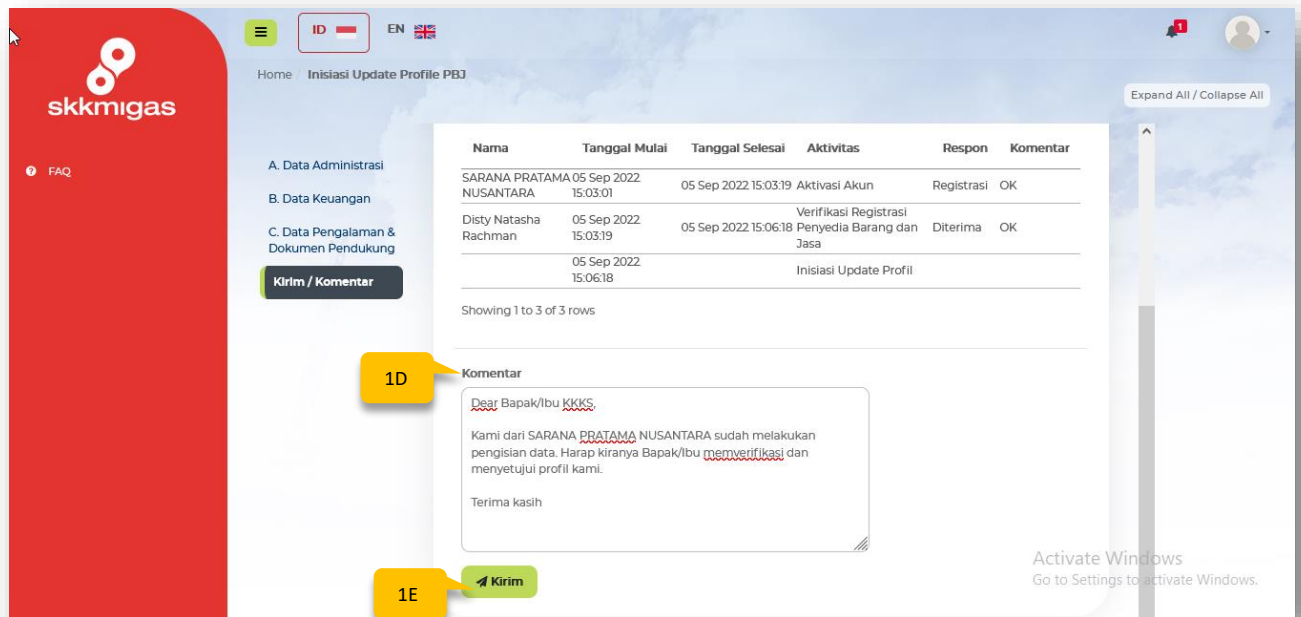 ID EN 1
skkmigas
Home / Inisiasi Update Profile PBJ
Expand All / Collapse All
FAQ
A. Data Administrasi
B. Data Keuangan
C. Data Pengalaman &
Dokumen Pendukung
Kirim / Komentar
Nama Tanggal Mulai Tanggal Selesai Aktivitas Respon Komentar
SARANA PRATAMA NUSANTARA 05 Sep 2022 15:03:01 05 Sep 2022 15:03:19 Aktivasi Akun Registrasi OK
Disty Natasha Rachman 05 Sep 2022 15:03:19 05 Sep 2022 15:06:18 Verifikasi Registrasi Penyedia Barang dan Jasa Diterima OK
05 Sep 2022 15:06:18 Inisiasi Update Profil
Showing 1 to 3 of 3 rows
1D
Komentar
Dear Bapak/Ibu KKKS,
Kami dari SARANA PRATAMA NUSANTARA sudah melakukan
pengisian data. Harap kiranya Bapak/Ibu memverifikasi dan
menyetujui profil kami.
Terima kasih
1E
Kirim
Activate Windows
Go to Settings to activate Windows.